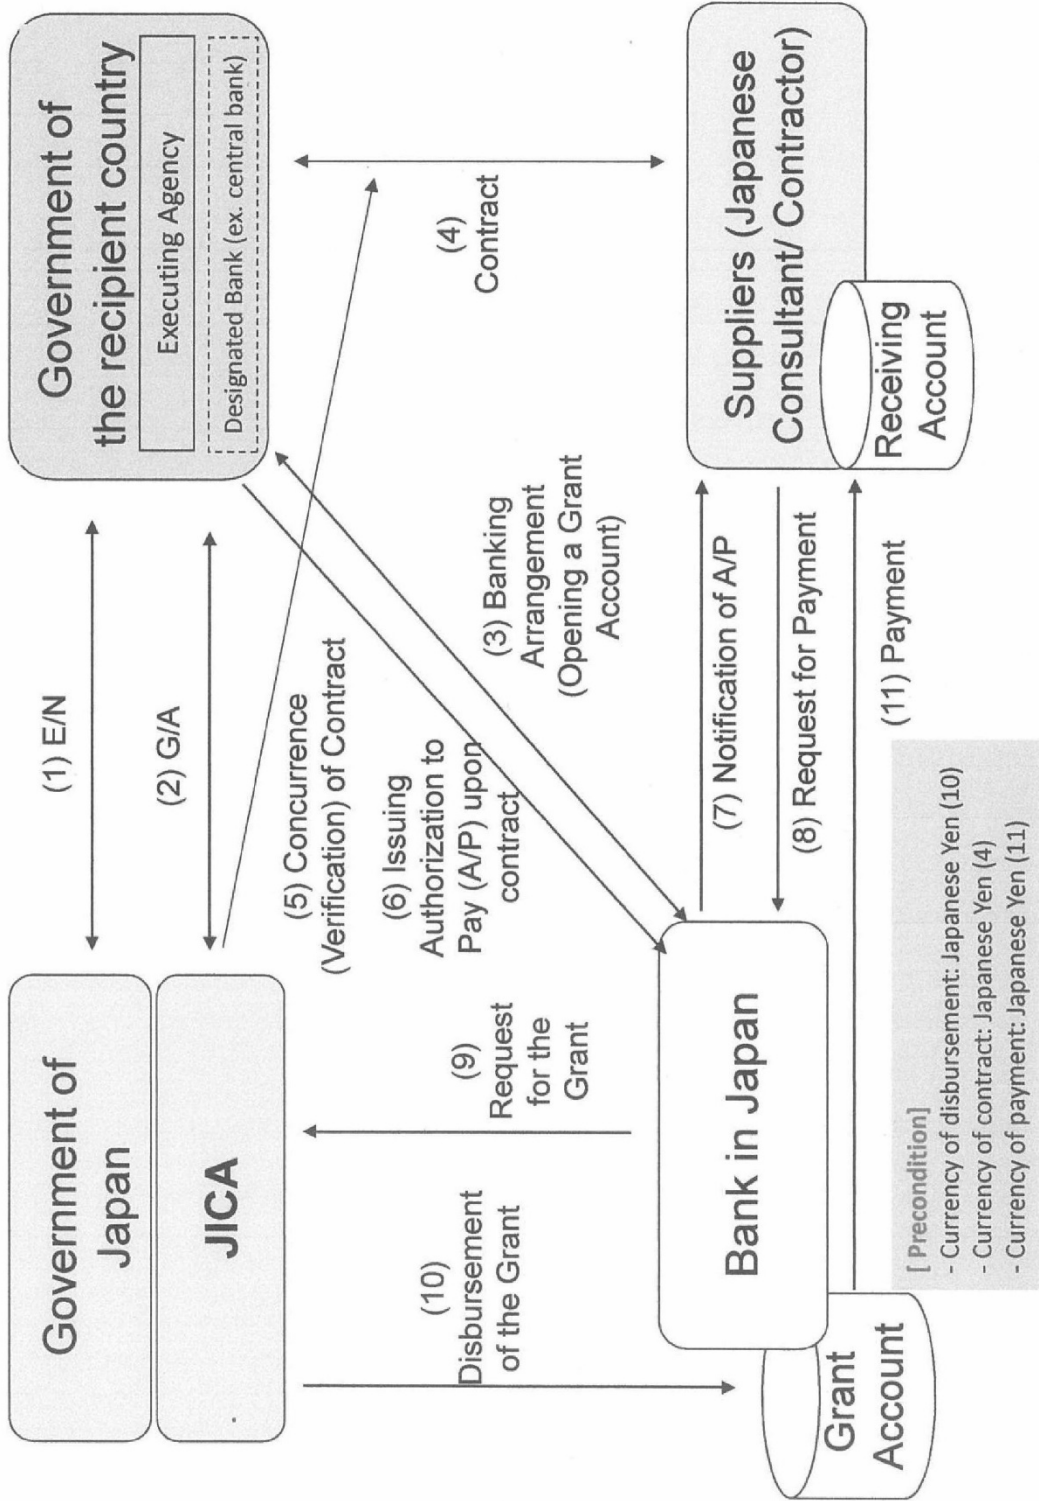 Government of
Japan
JICA
Government of
the recipient country
Executing Agency
Designated Bank (ex. central bank)
(1) E/N
(2) G/A
(5) Concurrence
(Verification) of Contract
(6) Issuing
Authorization to
Pay (A/P) upon
contract
(4)
Contract
(3) Banking
Arrangement
(Opening a Grant
Account)
(9)
Request
for the
Grant
(10)
Disbursement
of the Grant
Bank in Japan
Grant
Account
(7) Notification of A/P
(8) Request for Payment
(11) Payment
Suppliers (Japanese
Consultant/ Contractor)
Receiving
Account
[ Precondition]
- Currency of disbursement: Japanese Yen (10)
- Currency of contract: Japanese Yen (4)
- Currency of payment: Japanese Yen (11)